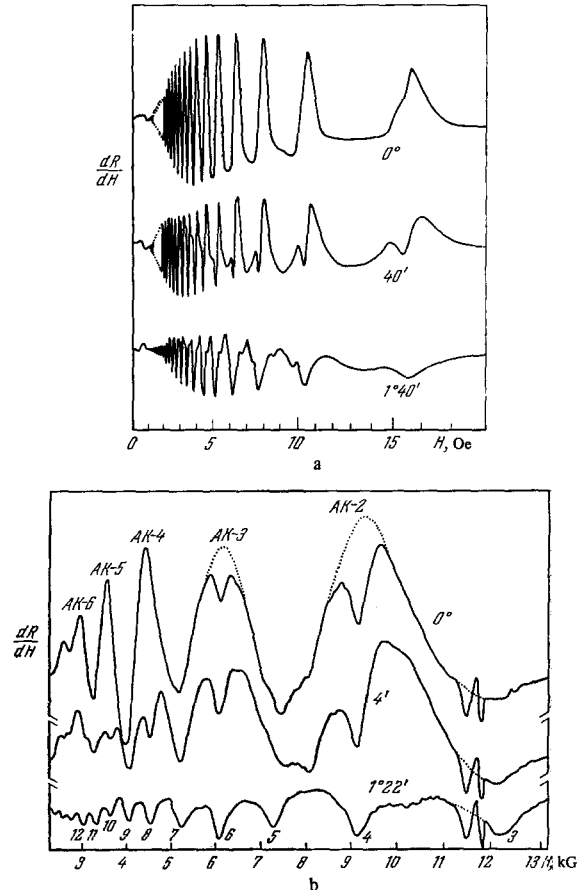 dR
dH
0°
40'
1°40'
0 5 10 15 H, Oe
a
AK-2
AK-3
AK-4
AK-5
AK-6
0°
dR
dH
4'
1°22'
12 11 10 9 8 7 6 5 4 3
3 4 5 6 7 8 9 10 11 12 13 H, kG
b